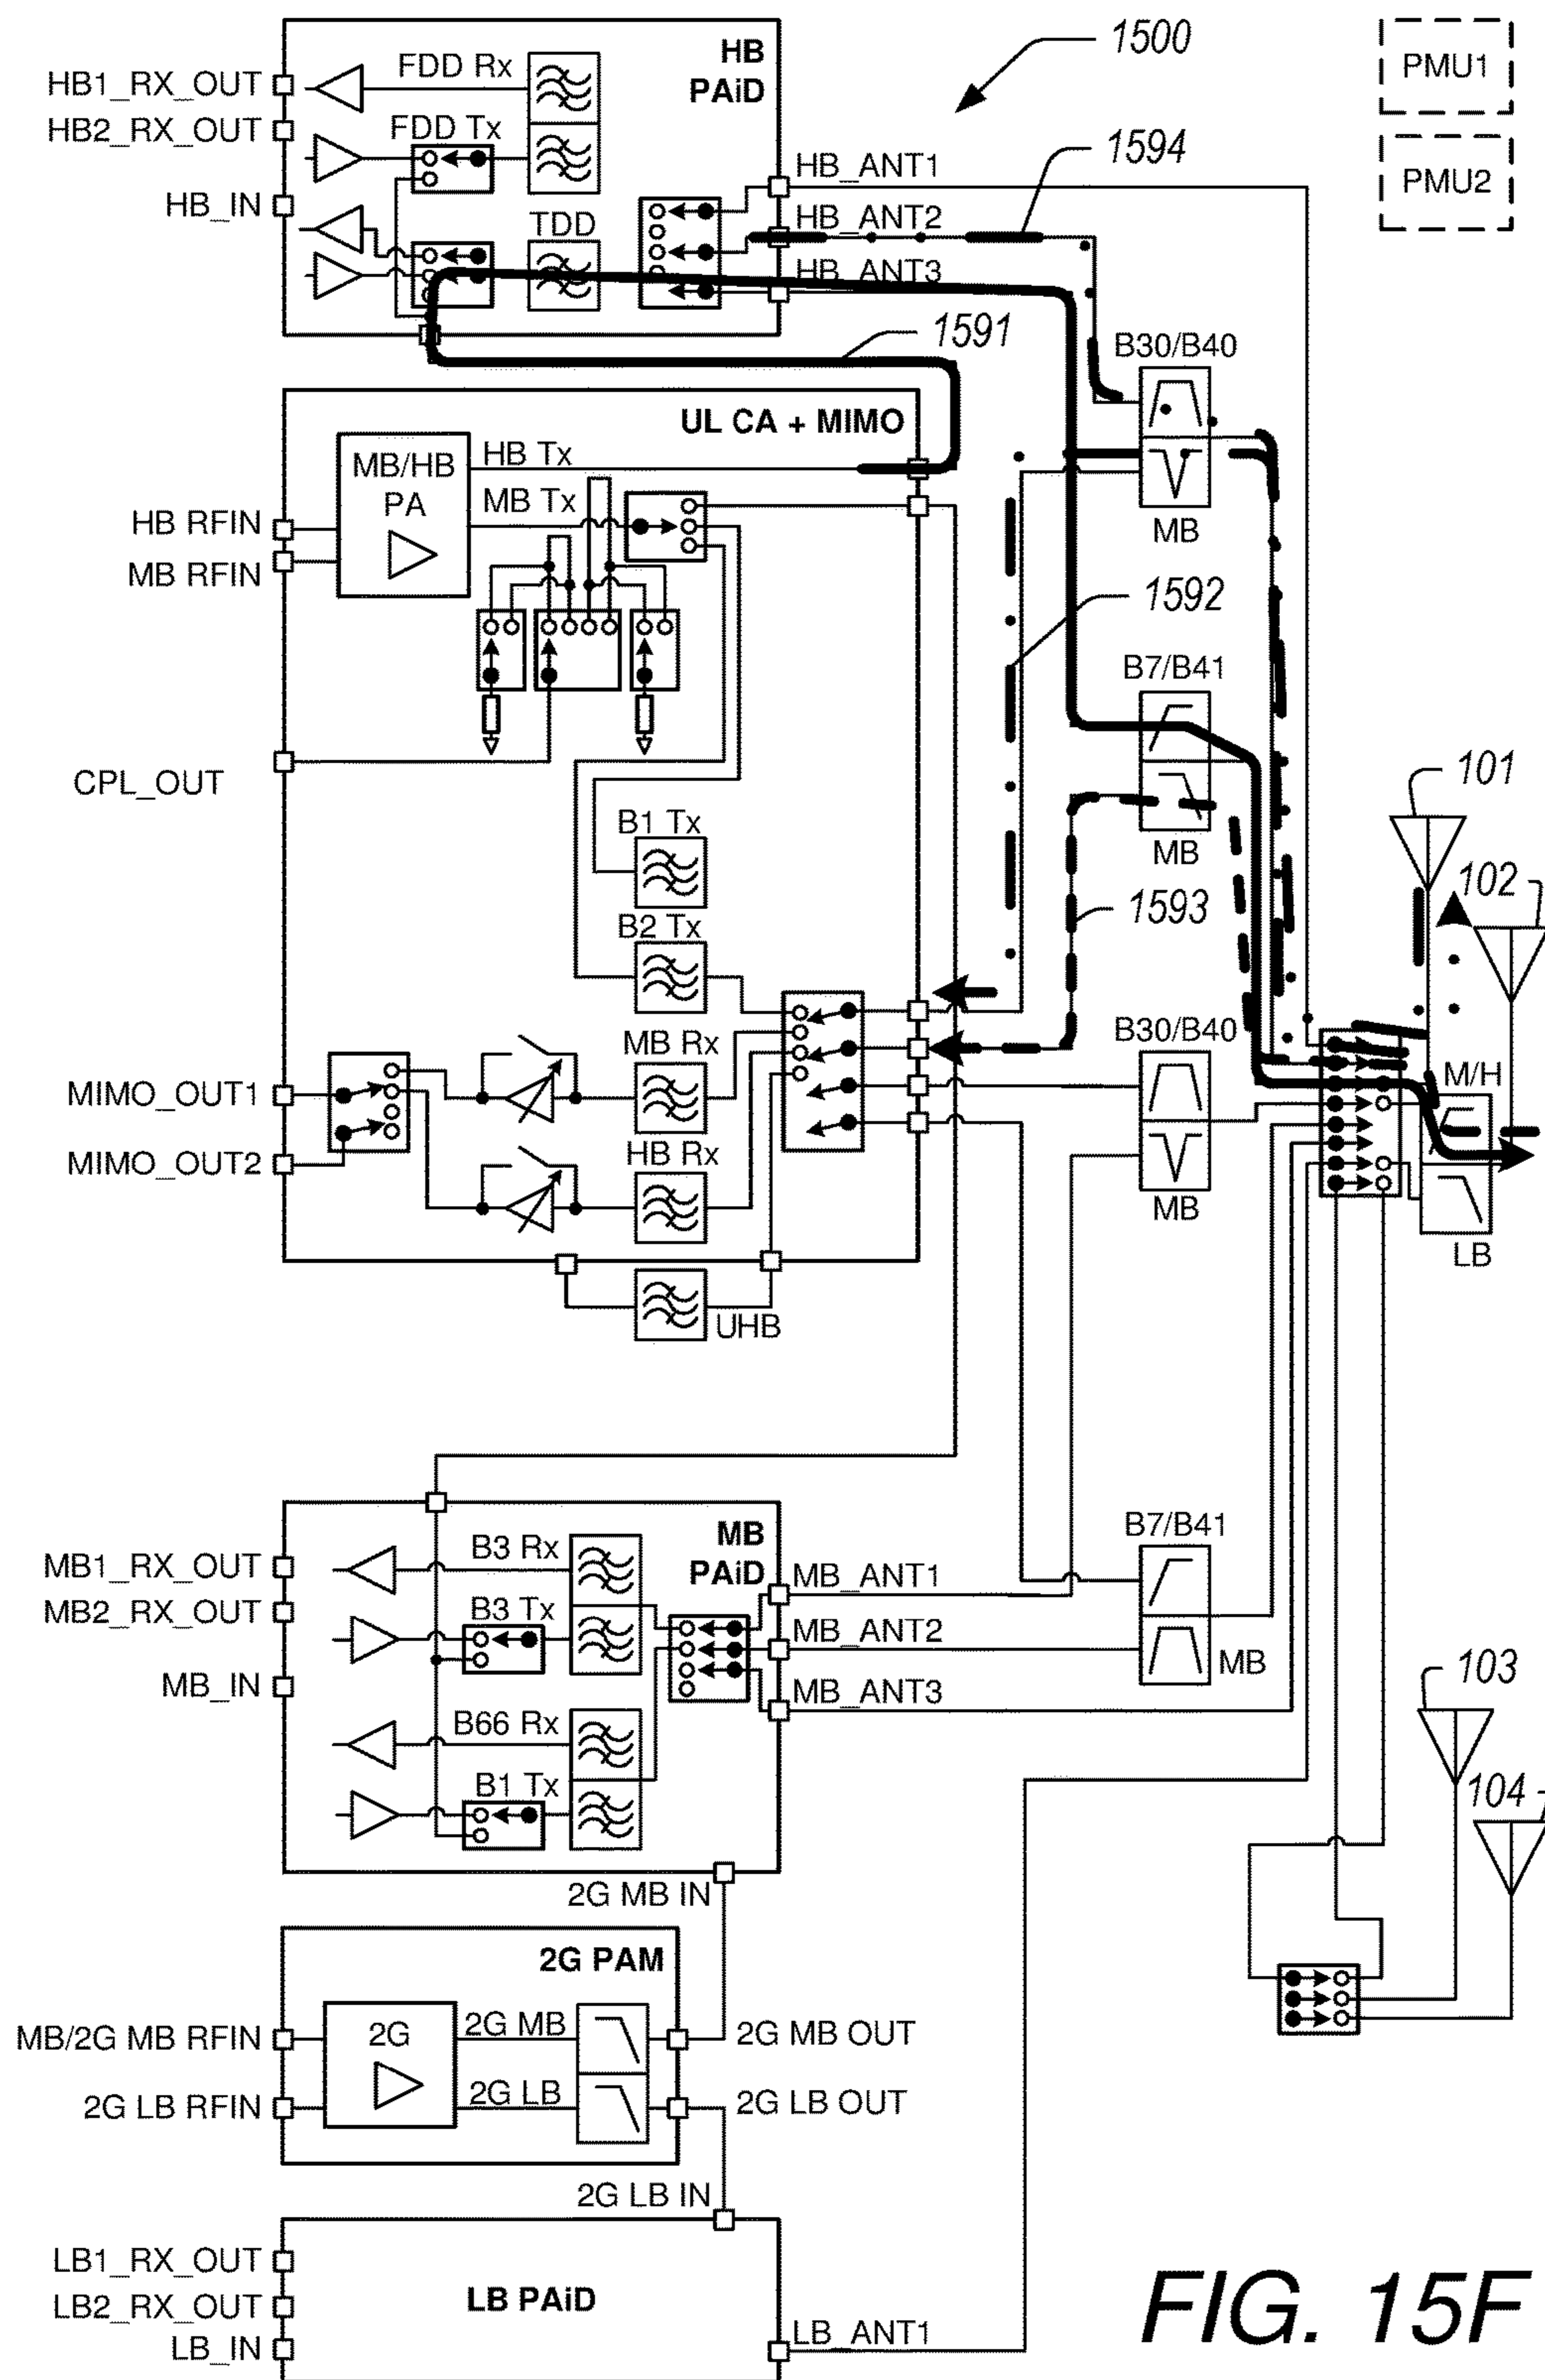 1500
PMU1
PMU2
HB
PAiD
HB1_RX_OUT
HB2_RX_OUT
HB_IN
FDD Rx
FDD Tx
TDD
HB_ANT1
HB_ANT2
HB_ANT3
1594
1591
B30/B40
MB
UL CA + MIMO
MB/HB
PA
HB Tx
MB Tx
HB RFIN
MB RFIN
CPL_OUT
1592
B7/B41
MB
1593
101
102
B1 Tx
B2 Tx
MB Rx
HB Rx
MIMO_OUT1
MIMO_OUT2
UHB
B30/B40
MB
M/H
LB
MB
PAiD
MB1_RX_OUT
MB2_RX_OUT
MB_IN
B3 Rx
B3 Tx
B66 Rx
B1 Tx
MB_ANT1
MB_ANT2
MB_ANT3
B7/B41
MB
103
104
2G MB IN
2G PAM
MB/2G MB RFIN
2G LB RFIN
2G
2G MB
2G LB
2G MB OUT
2G LB OUT
2G LB IN
LB1_RX_OUT
LB2_RX_OUT
LB_IN
LB PAiD
LB_ANT1
FIG. 15F